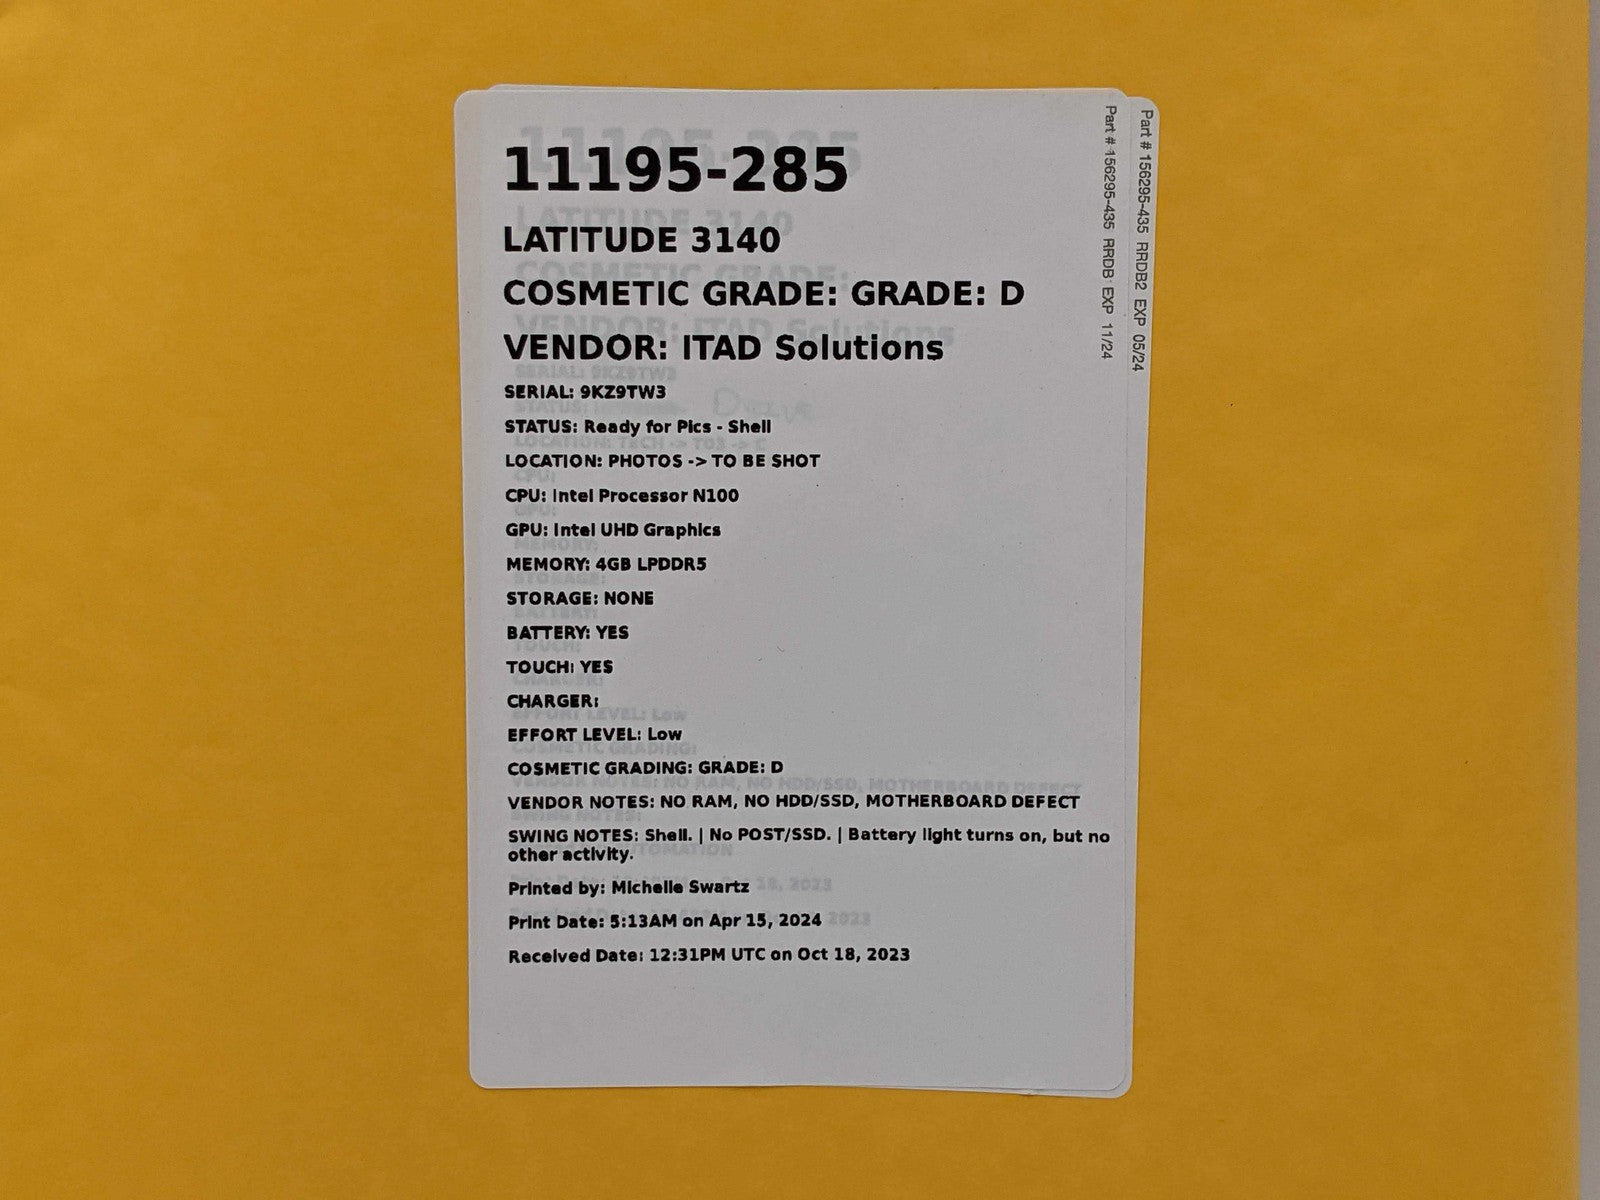 11195-285
LATITUDE 3140
COSMETIC GRADE: GRADE: D
VENDOR: ITAD Solutions
SERIAL: 9KZ9TW3
STATUS: Ready for Pics - Shell
LOCATION: PHOTOS -> TO BE SHOT
CPU: Intel Processor N100
GPU: Intel UHD Graphics
MEMORY: 4GB LPDDR5
STORAGE: NONE
BATTERY: YES
TOUCH: YES
CHARGER:
EFFORT LEVEL: Low
COSMETIC GRADING: GRADE: D
VENDOR NOTES: NO RAM, NO HDD/SSD, MOTHERBOARD DEFECT
SWING NOTES: Shell. | No POST/SSD. | Battery light turns on, but no
other activity.
Printed by: Michelle Swartz
Print Date: 5:13AM on Apr 15, 2024
Received Date: 12:31PM UTC on Oct 18, 2023
Part # 156295-435 RRDB EXP 11/24
Part # 156295-435 RRDB2 EXP 05/24